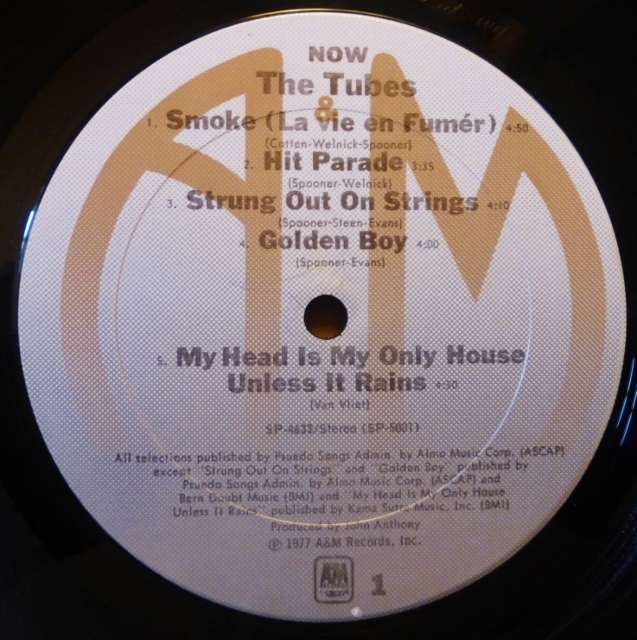 NOW
The Tubes
&
1. Smoke (La vie en Fumér) 4:50
(Cotten-Welnick-Spooner)
2. Hit Parade 3:35
(Spooner-Welnick)
3. Strung Out On Strings 4:10
(Spooner-Steen-Evans)
4. Golden Boy 4:00
(Spooner-Evans)
5. My Head Is My Only House
Unless It Rains 4:30
(Van Vliet)
SP-4632/Stereo (SP-5001)
All selections published by Psuedo Songs Admin. by Almo Music Corp. (ASCAP)
except "Strung Out On Strings" and "Golden Boy" published by
Psuedo Songs Admin. by Almo Music Corp. (ASCAP) and
Bern Doubt Music (BMI) and "My Head Is My Only House
Unless It Rains" published by Kama Sutra Music, Inc. (BMI)
Produced by John Anthony
℗ 1977 A&M Records, Inc.
AM 1